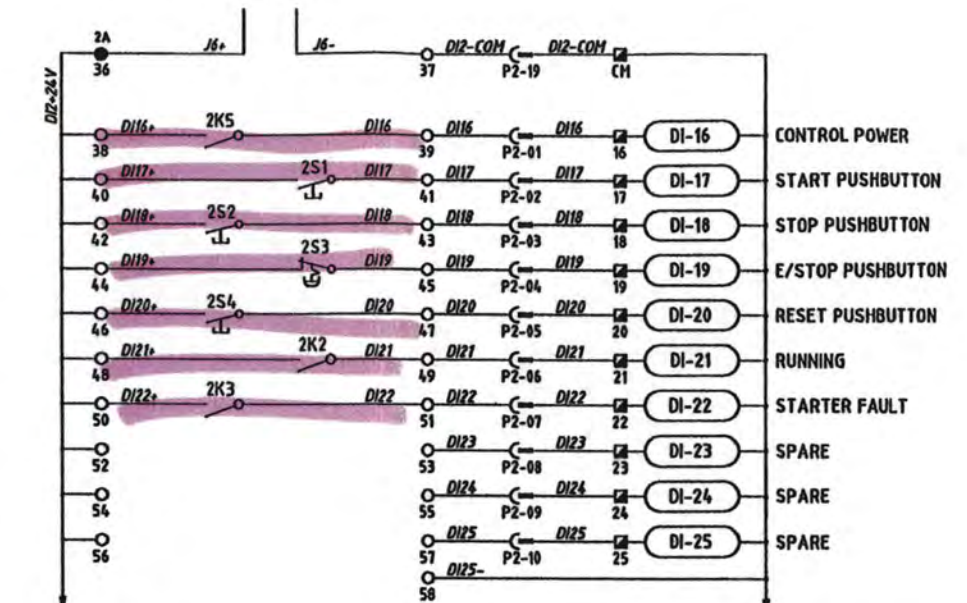 2A J6+ J6- DI2-COM DI2-COM
36 37 P2-19 CM
DI2+24V
DI16+ 2K5 DI16 DI16 DI16 DI-16 CONTROL POWER
38 39 P2-01 16
DI17+ 2S1 DI17 DI17 DI17 DI-17 START PUSHBUTTON
40 41 P2-02 17
DI18+ 2S2 DI18 DI18 DI18 DI-18 STOP PUSHBUTTON
42 43 P2-03 18
DI19+ 2S3 DI19 DI19 DI19 DI-19 E/STOP PUSHBUTTON
44 45 P2-04 19
DI20+ 2S4 DI20 DI20 DI20 DI-20 RESET PUSHBUTTON
46 47 P2-05 20
DI21+ 2K2 DI21 DI21 DI21 DI-21 RUNNING
48 49 P2-06 21
DI22+ 2K3 DI22 DI22 DI22 DI-22 STARTER FAULT
50 51 P2-07 22
DI23 DI23 DI-23 SPARE
52 53 P2-08 23
DI24 DI24 DI-24 SPARE
54 55 P2-09 24
DI25 DI25 DI-25 SPARE
56 57 P2-10 25
DI25-
58